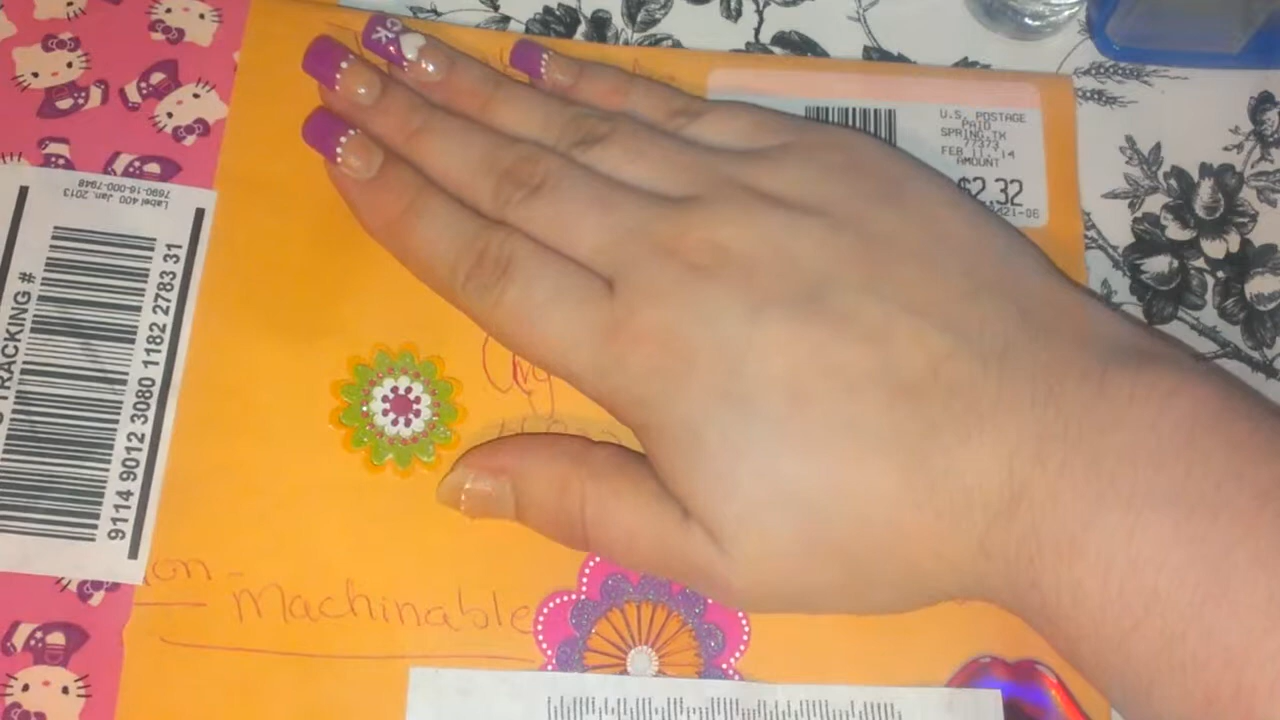 U.S. POSTAGE
PAID
SPRING,TX
77373
FEB 11,'14
AMOUNT
$2.32
Label 400 Jan. 2013
7690-16-000-7948
TRACKING #
9114 9012 3080 1182 2783 31
CK
Machinable